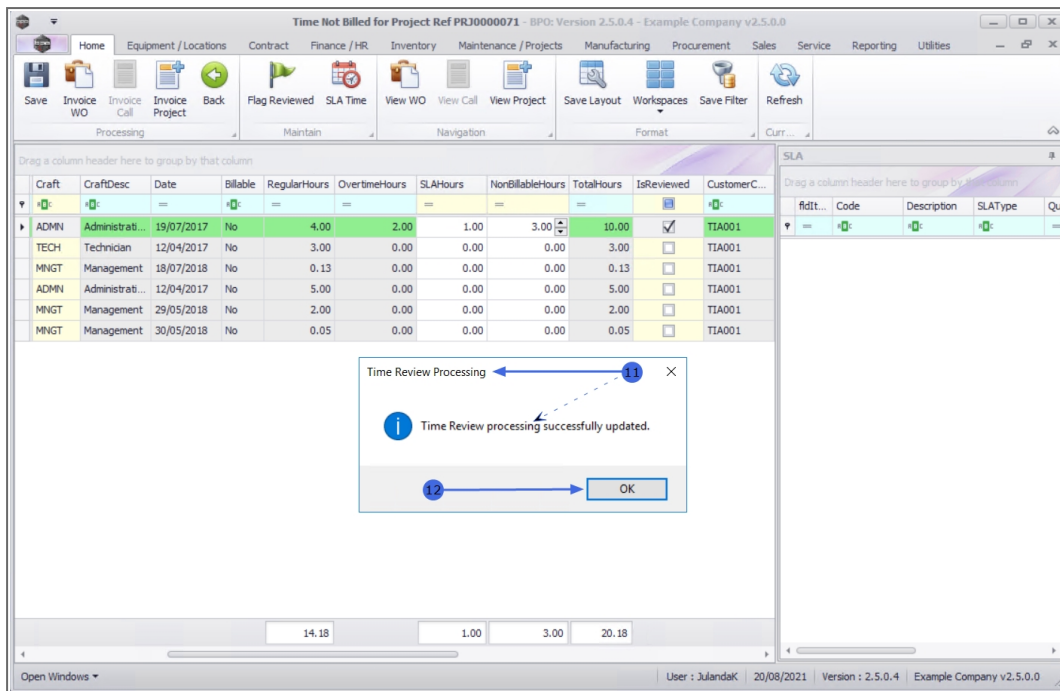 Time Not Billed for Project Ref PRJ0000071 - BPO: Version 2.5.0.4 - Example Company v2.5.0.0
Home Equipment / Locations Contract Finance / HR Inventory Maintenance / Projects Manufacturing Procurement Sales Service Reporting Utilities
Save Invoice WO Invoice Call Invoice Project Back Flag Reviewed SLA Time View WO View Call View Project Save Layout Workspaces Save Filter Refresh
Processing Maintain Navigation Format Curr...
Drag a column header here to group by that column
Craft CraftDesc Date Billable RegularHours OvertimeHours SLAHours NonBillableHours TotalHours IsReviewed CustomerC...
ADMN Administrati... 19/07/2017 No 4.00 2.00 1.00 3.00 10.00 TIA001
TECH Technician 12/04/2017 No 3.00 0.00 0.00 0.00 3.00 TIA001
MNGT Management 18/07/2018 No 0.13 0.00 0.00 0.00 0.13 TIA001
ADMN Administrati... 12/04/2017 No 5.00 0.00 0.00 0.00 5.00 TIA001
MNGT Management 29/05/2018 No 2.00 0.00 0.00 0.00 2.00 TIA001
MNGT Management 30/05/2018 No 0.05 0.00 0.00 0.00 0.05 TIA001
14.18 1.00 3.00 20.18
SLA
Drag a column header here to group by that column
fldIt... Code Description SLAType Qu
Time Review Processing 11
Time Review processing successfully updated.
12 OK
Open Windows User : JulandaK 20/08/2021 Version : 2.5.0.4 Example Company v2.5.0.0